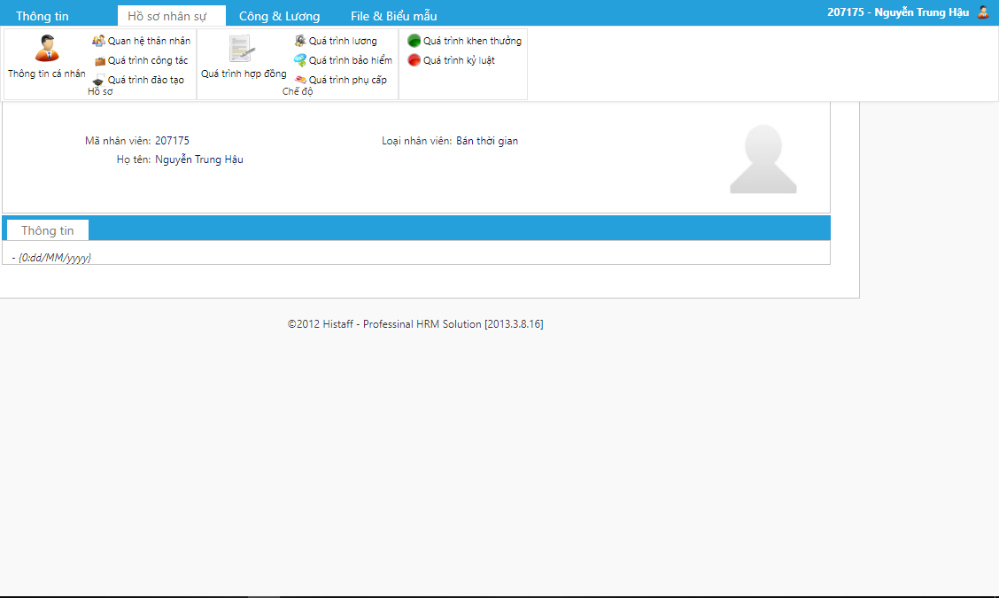 Thông tin
Hồ sơ nhân sự
Công & Lương
File & Biểu mẫu
207175 - Nguyễn Trung Hậu
Thông tin cá nhân
Quan hệ thân nhân
Quá trình công tác
Quá trình đào tạo
Hồ sơ
Quá trình hợp đồng
Quá trình lương
Quá trình bảo hiểm
Quá trình phụ cấp
Chế độ
Quá trình khen thưởng
Quá trình kỷ luật
Mã nhân viên: 207175
Loại nhân viên: Bán thời gian
Họ tên: Nguyễn Trung Hậu
Thông tin
- {0:dd/MM/yyyy}
©2012 Histaff - Professinal HRM Solution [2013.3.8.16]